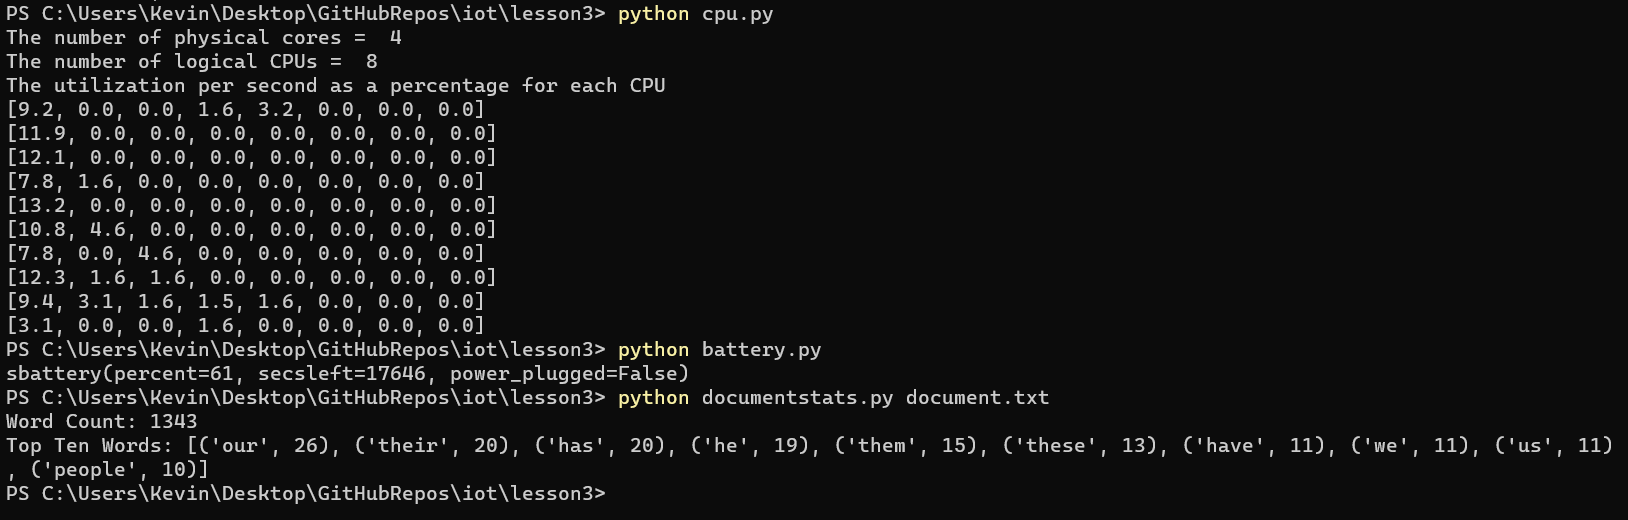 PS C:\Users\Kevin\Desktop\GitHubRepos\iot\lesson3> python cpu.py
The number of physical cores =  4
The number of logical CPUs =  8
The utilization per second as a percentage for each CPU
[9.2, 0.0, 0.0, 1.6, 3.2, 0.0, 0.0, 0.0]
[11.9, 0.0, 0.0, 0.0, 0.0, 0.0, 0.0, 0.0]
[12.1, 0.0, 0.0, 0.0, 0.0, 0.0, 0.0, 0.0]
[7.8, 1.6, 0.0, 0.0, 0.0, 0.0, 0.0, 0.0]
[13.2, 0.0, 0.0, 0.0, 0.0, 0.0, 0.0, 0.0]
[10.8, 4.6, 0.0, 0.0, 0.0, 0.0, 0.0, 0.0]
[7.8, 0.0, 4.6, 0.0, 0.0, 0.0, 0.0, 0.0]
[12.3, 1.6, 1.6, 0.0, 0.0, 0.0, 0.0, 0.0]
[9.4, 3.1, 1.6, 1.5, 1.6, 0.0, 0.0, 0.0]
[3.1, 0.0, 0.0, 1.6, 0.0, 0.0, 0.0, 0.0]
PS C:\Users\Kevin\Desktop\GitHubRepos\iot\lesson3> python battery.py
sbattery(percent=61, secsleft=17646, power_plugged=False)
PS C:\Users\Kevin\Desktop\GitHubRepos\iot\lesson3> python documentstats.py document.txt
Word Count: 1343
Top Ten Words: [('our', 26), ('their', 20), ('has', 20), ('he', 19), ('them', 15), ('these', 13), ('have', 11), ('we', 11), ('us', 11)
, ('people', 10)]
PS C:\Users\Kevin\Desktop\GitHubRepos\iot\lesson3>